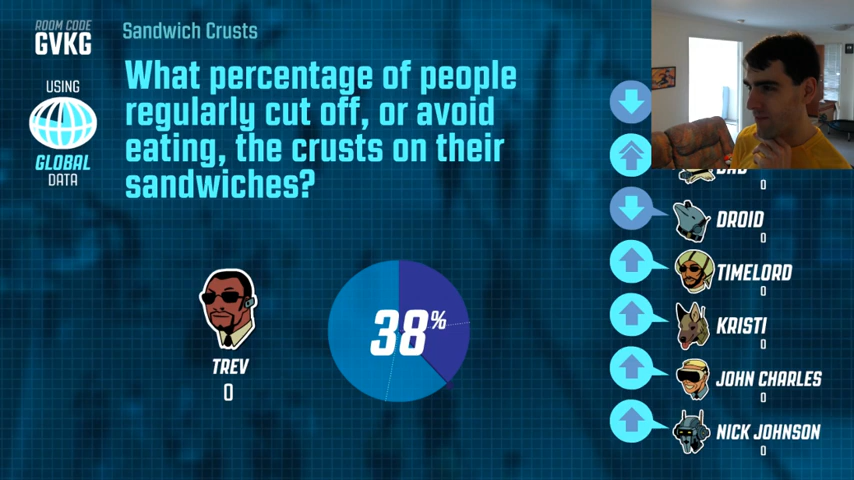 ROOM CODE
GVKG
USING
GLOBAL
DATA
Sandwich Crusts
What percentage of people
regularly cut off, or avoid
eating, the crusts on their
sandwiches?
TREV
0
38%
0
DROID
0
TIMELORD
0
KRISTI
0
JOHN CHARLES
0
NICK JOHNSON
0